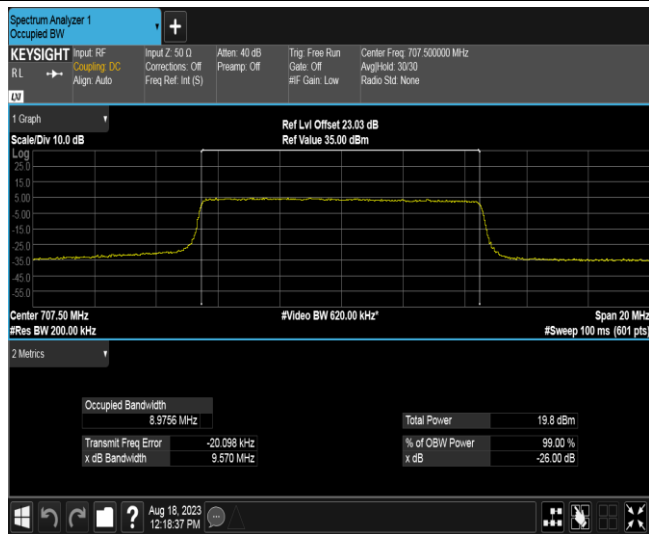 Spectrum Analyzer 1
Occupied BW
+
KEYSIGHT Input: RF Input Z: 50 Ω Atten: 40 dB Trig: Free Run Center Freq: 707.500000 MHz
RL Coupling: DC Corrections: Off Preamp: Off Gate: Off Avg|Hold: 30/30
Align: Auto Freq Ref: Int (S) #IF Gain: Low Radio Std: None
LXI
1 Graph Ref Lvl Offset 23.03 dB
Scale/Div 10.0 dB Ref Value 35.00 dBm
Log
25.0
15.0
5.00
-5.00
-15.0
-25.0
-35.0
-45.0
-55.0
Center 707.50 MHz #Video BW 620.00 kHz* Span 20 MHz
#Res BW 200.00 kHz #Sweep 100 ms (601 pts)
2 Metrics
Occupied Bandwidth
8.9756 MHz Total Power 19.8 dBm
Transmit Freq Error -20.098 kHz % of OBW Power 99.00 %
x dB Bandwidth 9.570 MHz x dB -26.00 dB
? Aug 18, 2023
12:18:37 PM